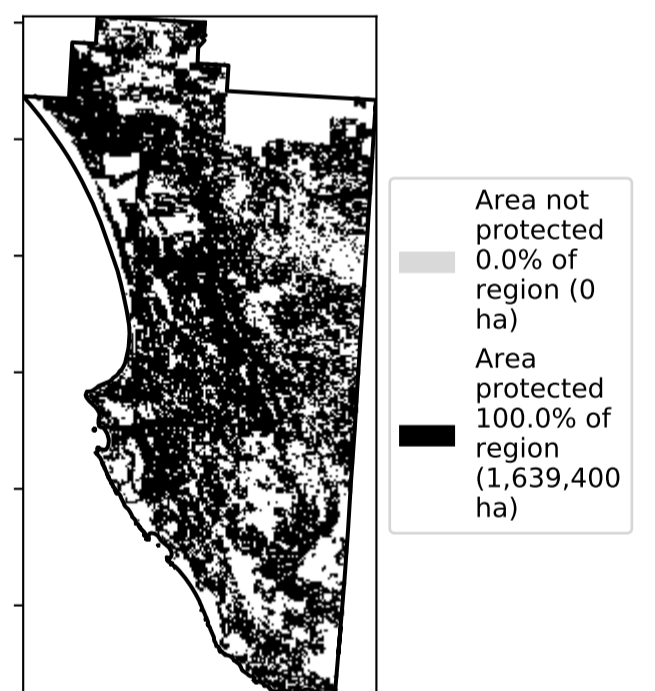 Area not
protected
0.0% of
region (0
ha)
Area
protected
100.0% of
region
(1,639,400
ha)